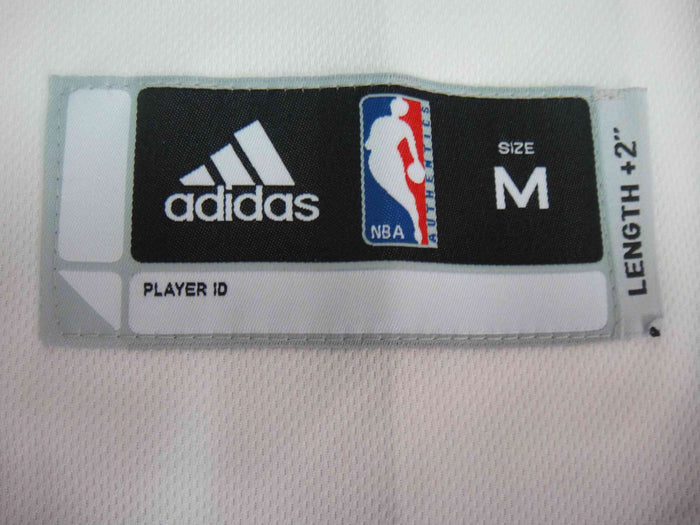 adidas
NBA
AUTHENTICS
SIZE
M
LENGTH +2"
PLAYER ID